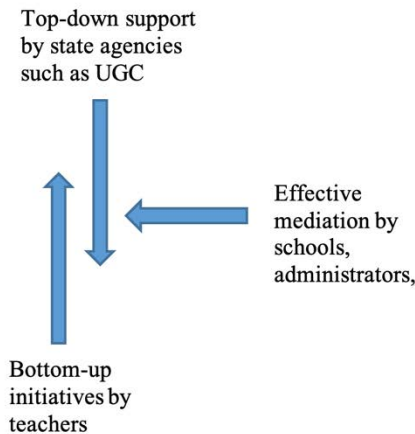 Top-down support
by state agencies
such as UGC
Effective
mediation by
schools,
administrators,
Bottom-up
initiatives by
teachers